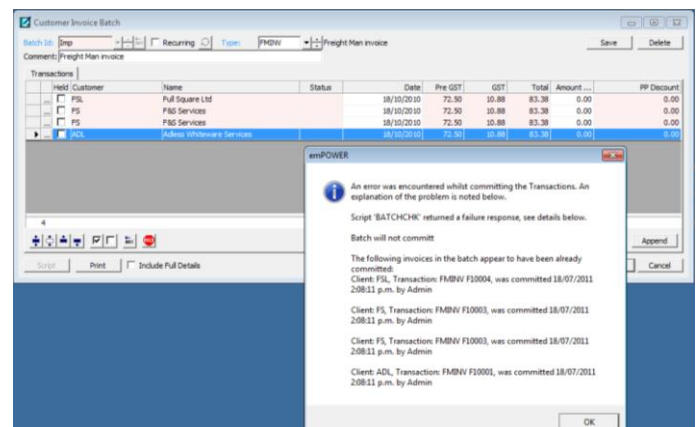 Customer Invoice Batch
Batch Id: Imp Recurring Type: FMINV Freight Man invoice Save Delete
Comment: Freight Man invoice
Transactions
Held Customer Name Status Date Pre GST GST Total Amount ... PP Discount
... FSL Full Square Ltd 18/10/2010 72.50 10.88 83.38 0.00 0.00
... FS F&S Services 18/10/2010 72.50 10.88 83.38 0.00 0.00
... FS F&S Services 18/10/2010 72.50 10.88 83.38 0.00 0.00
... ADL Adless Whiteware Services 18/10/2010 72.50 10.88 83.38 0.00 0.00
emPOWER
An error was encountered whilst committing the Transactions. An
explanation of the problem is noted below.
Script 'BATCHCHK' returned a failure response, see details below.
Batch will not committ
The following invoices in the batch appear to have been already
committed:
Client: FSL, Transaction: FMINV F10004, was committed 18/07/2011
2:08:11 p.m. by Admin
Client: FS, Transaction: FMINV F10003, was committed 18/07/2011
2:08:11 p.m. by Admin
Client: FS, Transaction: FMINV F10003, was committed 18/07/2011
2:08:11 p.m. by Admin
Client: ADL, Transaction: FMINV F10001, was committed 18/07/2011
2:08:11 p.m. by Admin
OK
4
Append
Script Print Include Full Details Cancel